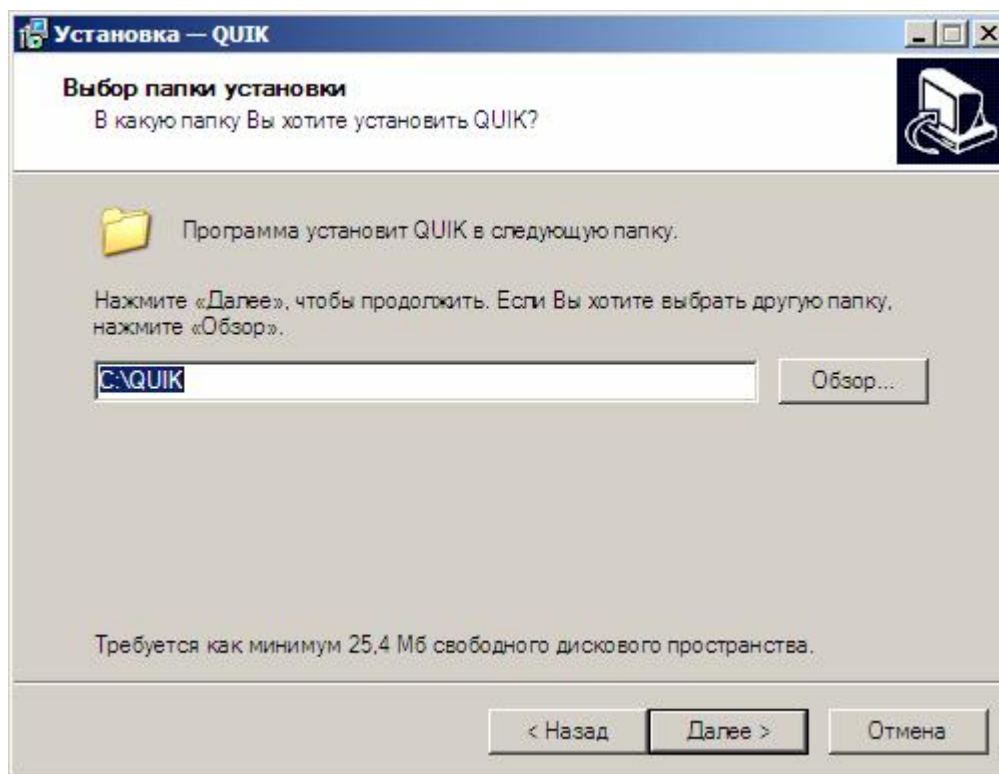 Установка — QUIK
Выбор папки установки
В какую папку Вы хотите установить QUIK?
Программа установит QUIK в следующую папку.
Нажмите «Далее», чтобы продолжить. Если Вы хотите выбрать другую папку,
нажмите «Обзор».
C:\QUIK
Обзор...
Требуется как минимум 25,4 Мб свободного дискового пространства.
< Назад
Далее >
Отмена